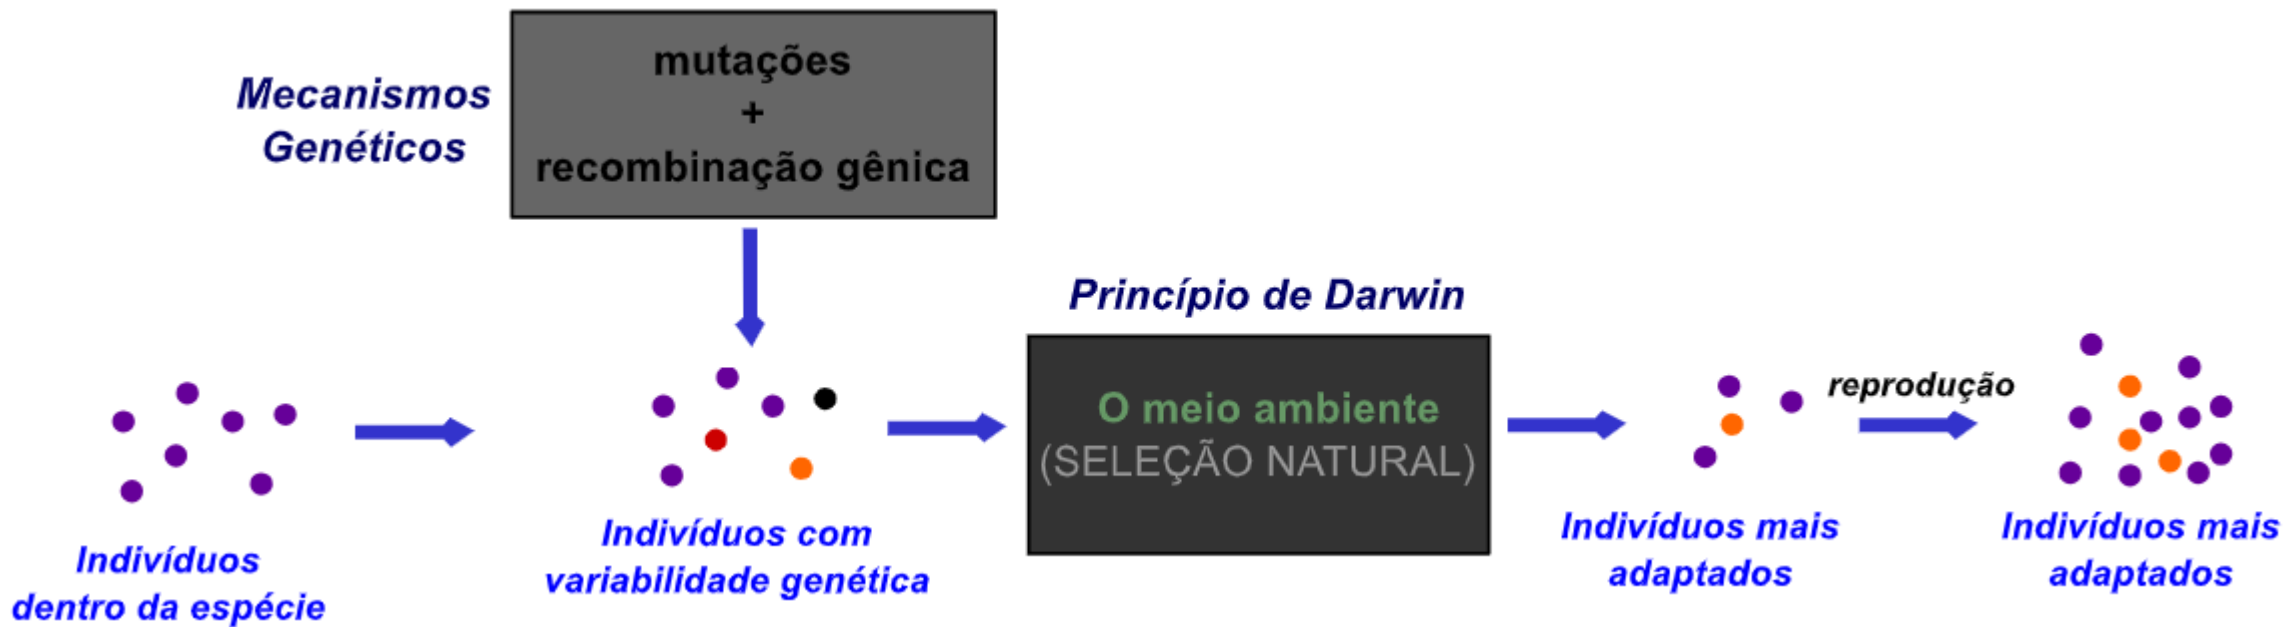 Mecanismos
Genéticos
mutações
+
recombinação gênica
Princípio de Darwin
O meio ambiente
(SELEÇÃO NATURAL)
reprodução
Indivíduos
dentro da espécie
Indivíduos com
variabilidade genética
Indivíduos mais
adaptados
Indivíduos mais
adaptados